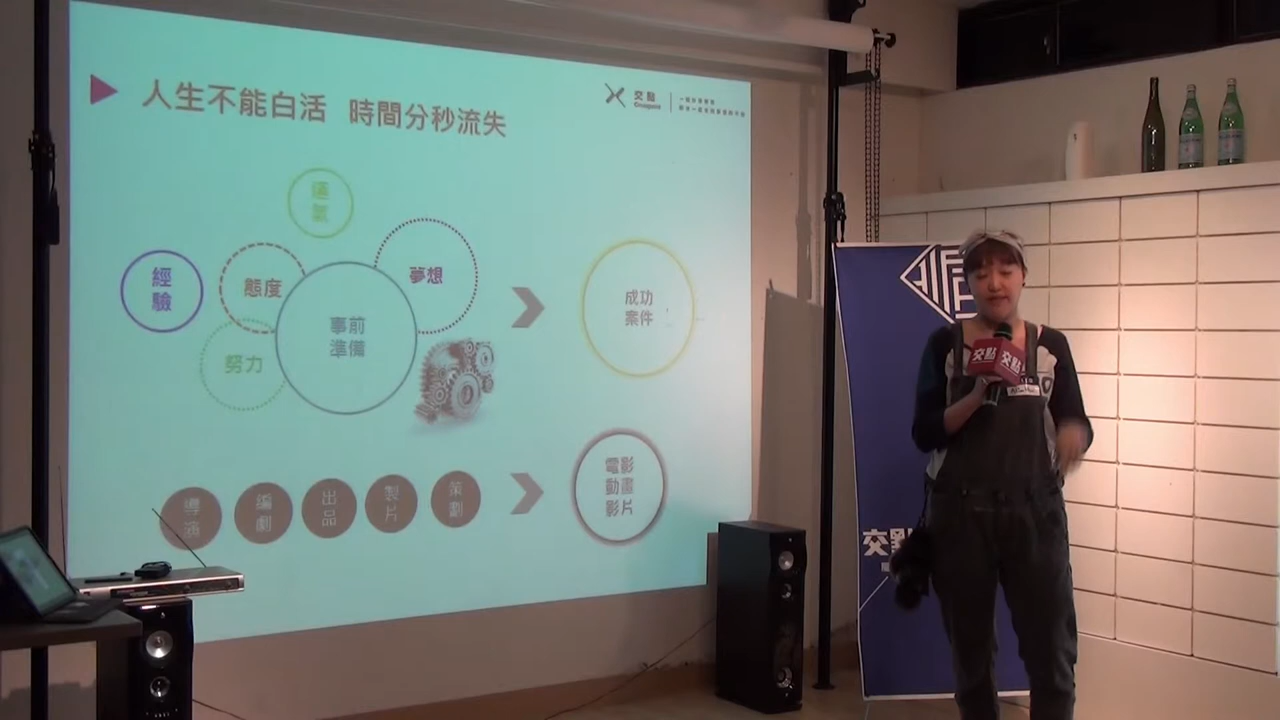 人生不能白活 時間分秒流失
交點
運
氣
經
驗
態度
夢想
事前
準備
努力
成功
案件
導演
編
劇
出
品
製
片
策
劃
電影
動畫
影片
交點
交點
交點